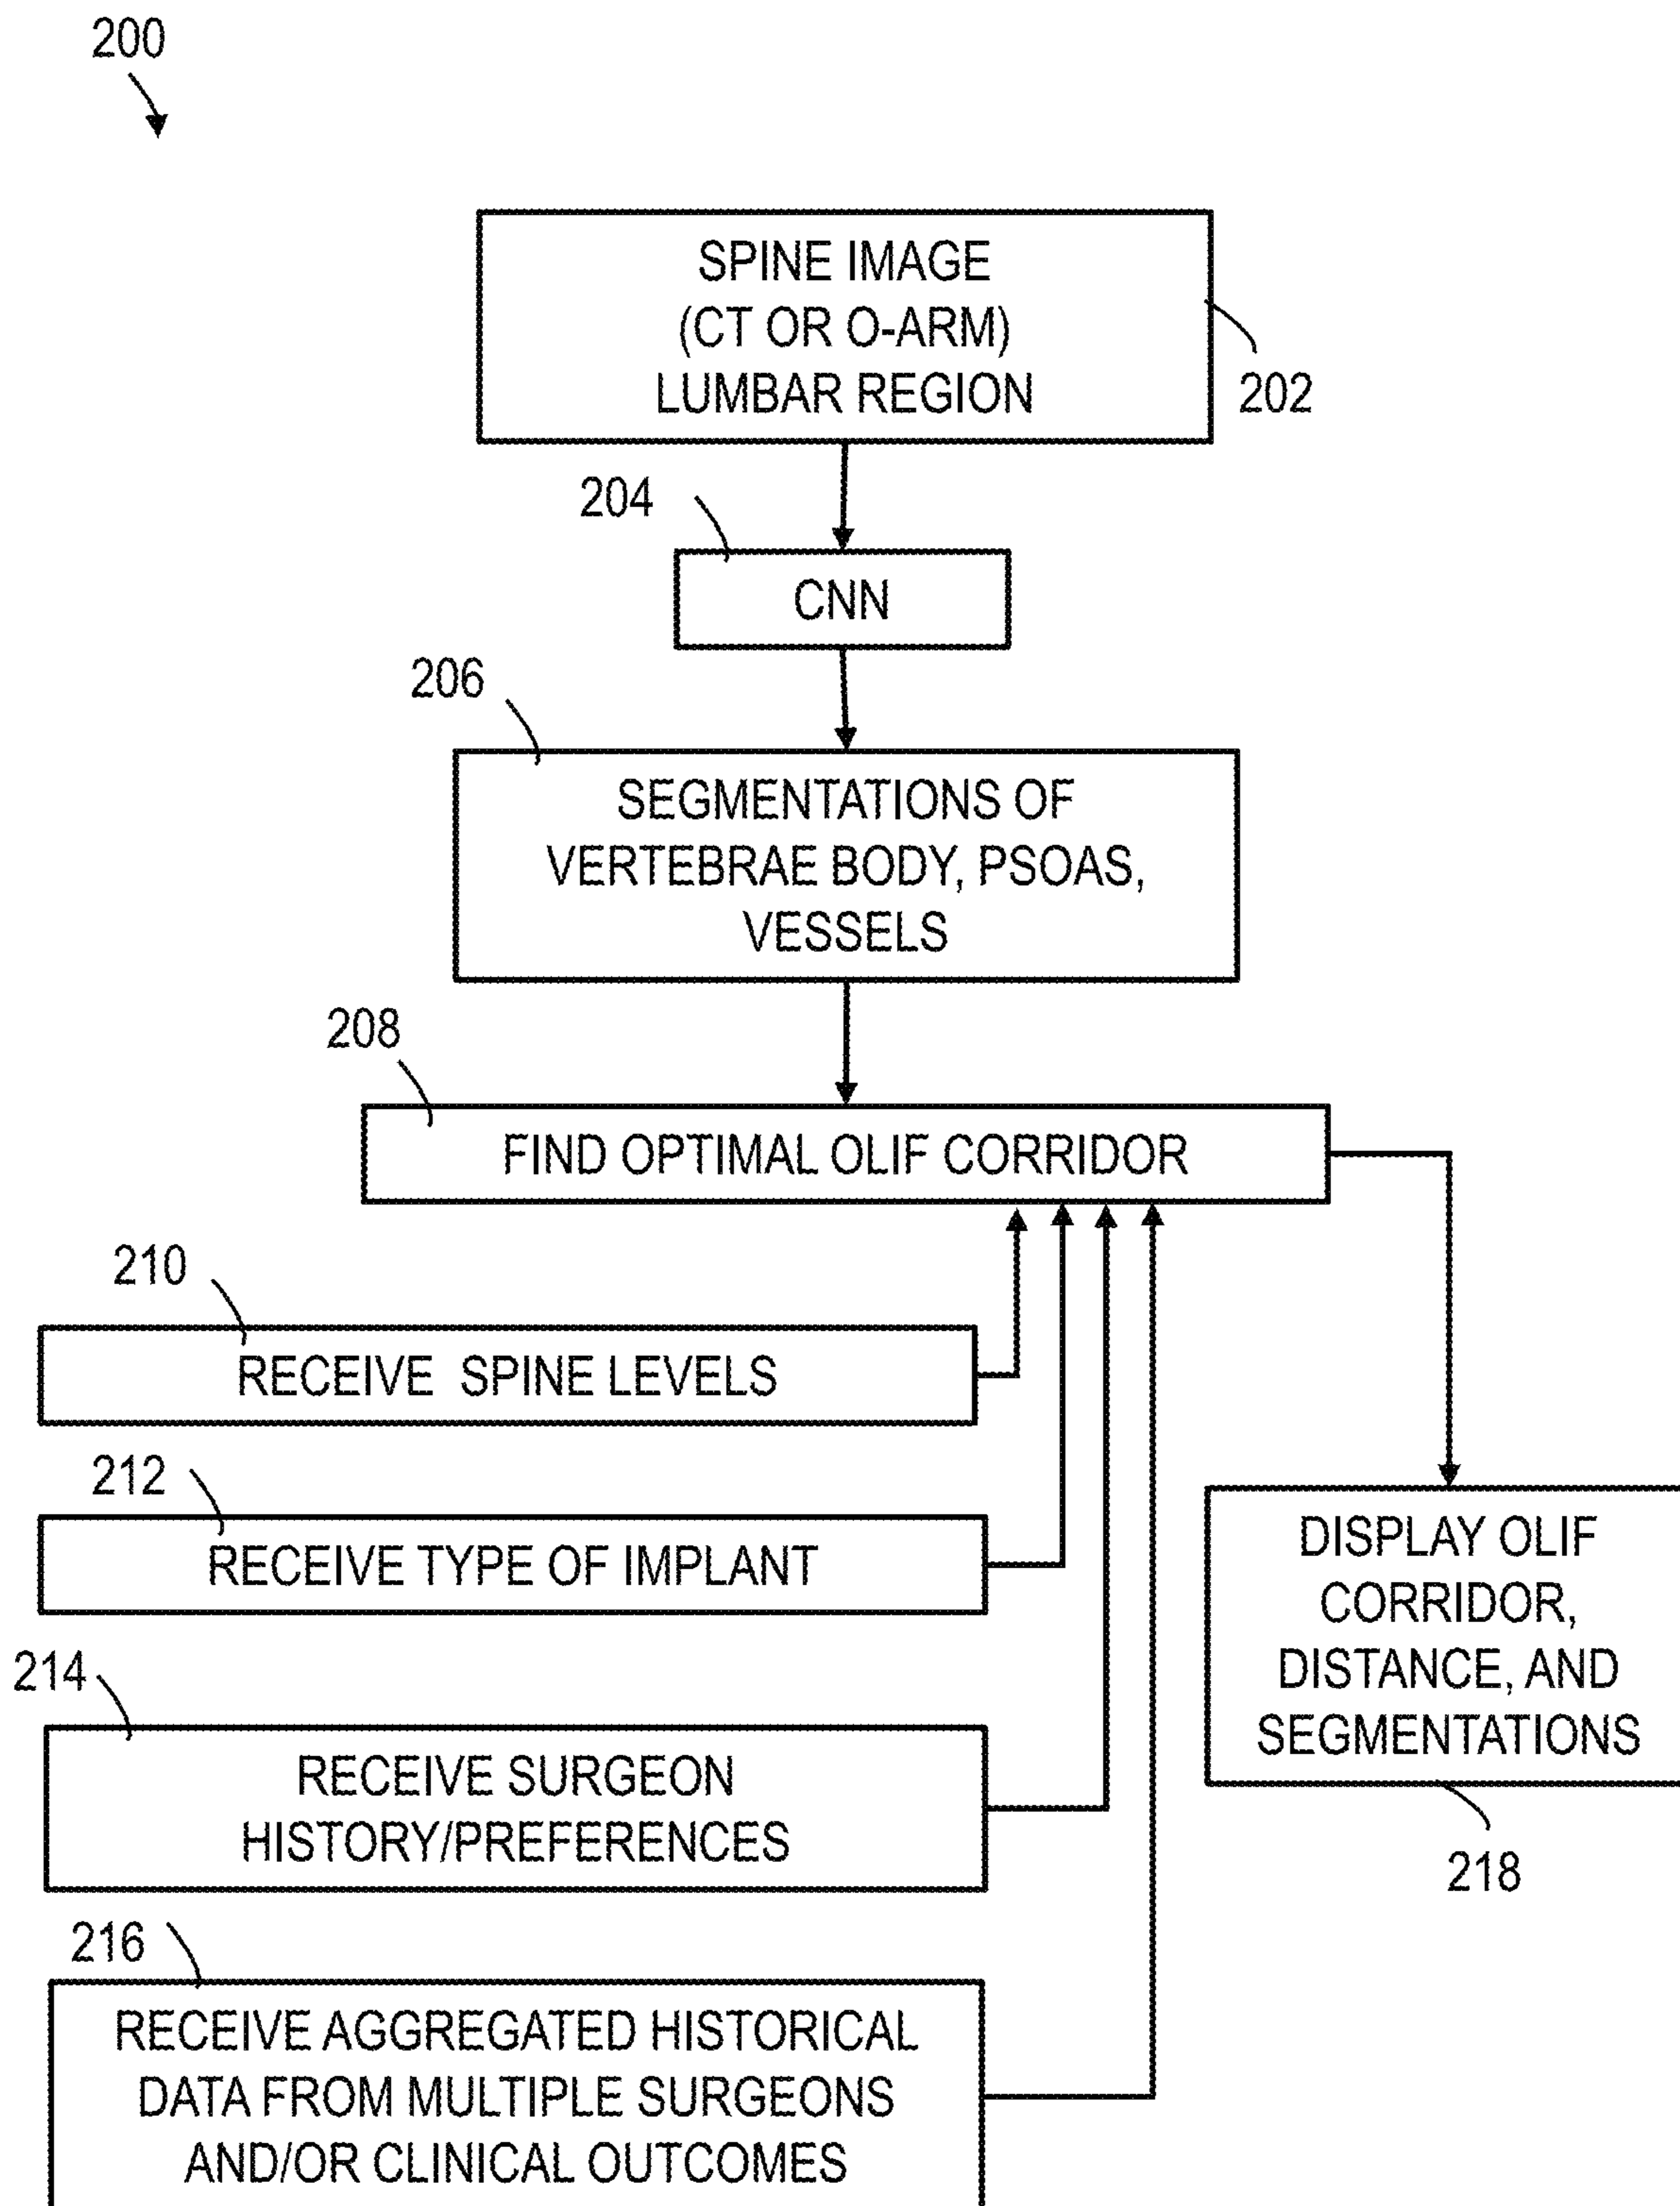 200
SPINE IMAGE
(CT OR O-ARM)
LUMBAR REGION
202
204
CNN
206
SEGMENTATIONS OF
VERTEBRAE BODY, PSOAS,
VESSELS
208
FIND OPTIMAL OLIF CORRIDOR
210
RECEIVE SPINE LEVELS
212
RECEIVE TYPE OF IMPLANT
214
RECEIVE SURGEON
HISTORY/PREFERENCES
216
RECEIVE AGGREGATED HISTORICAL
DATA FROM MULTIPLE SURGEONS
AND/OR CLINICAL OUTCOMES
DISPLAY OLIF
CORRIDOR,
DISTANCE, AND
SEGMENTATIONS
218